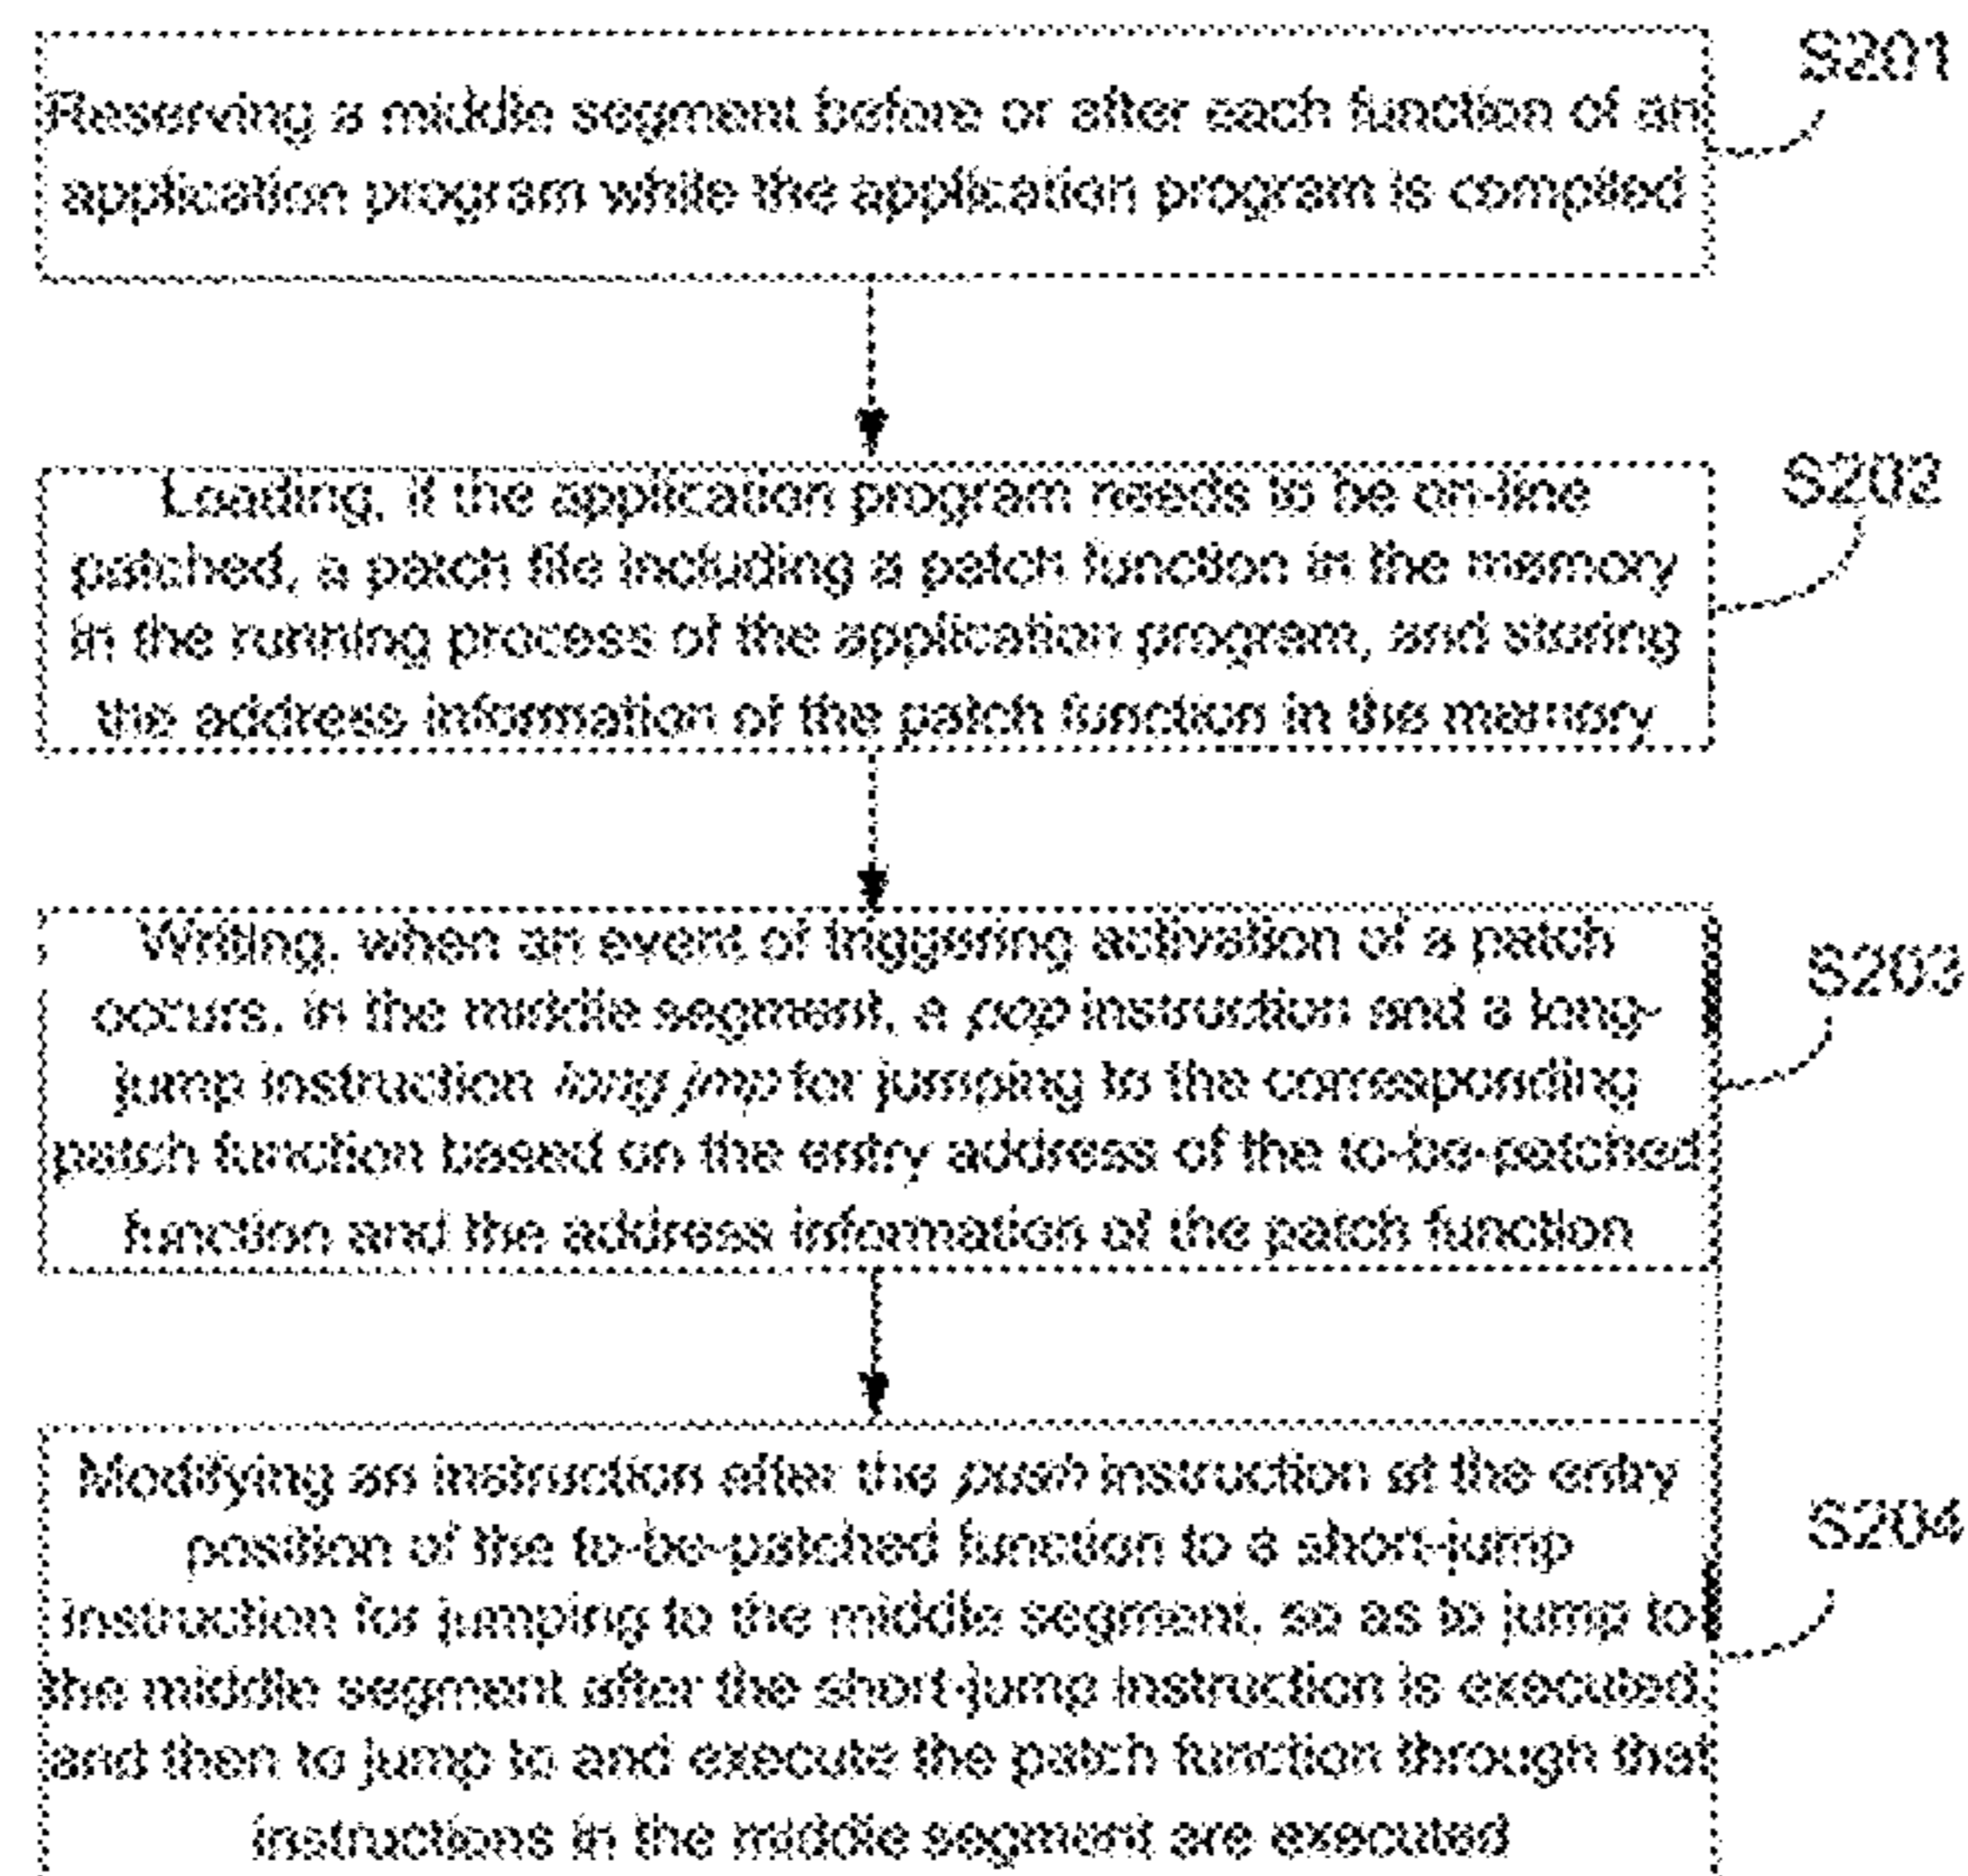 S201
Reserving a middle segment before or after each function of an
application program while the application program is compiled
S202
Loading, if the application program needs to be on-line
patched, a patch file including a patch function in the memory
in the running process of the application program, and storing
the address information of the patch function in the memory
S203
Writing, when an event of triggering activation of a patch
occurs, in the middle segment, a pop instruction and a long-
jump instruction long jmp for jumping to the corresponding
patch function based on the entry address of the to-be-patched
function and the address information of the patch function
S204
Modifying an instruction after the push instruction at the entry
position of the to-be-patched function to a short-jump
instruction for jumping to the middle segment, so as to jump to
the middle segment after the short-jump instruction is executed,
and then to jump to and execute the patch function through that
instructions in the middle segment are executed